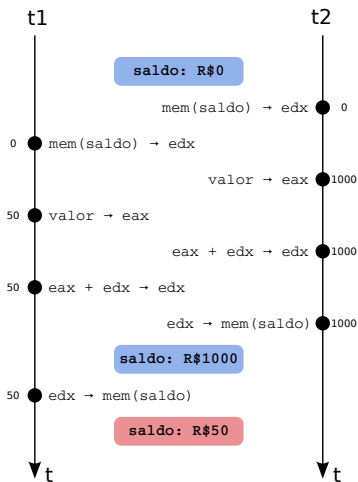 t1 t2
saldo: R$0
mem(saldo) → edx 0
0 mem(saldo) → edx
valor → eax 1000
50 valor → eax
eax + edx → edx 1000
50 eax + edx → edx
edx → mem(saldo) 1000
saldo: R$1000
50 edx → mem(saldo)
saldo: R$50
t t